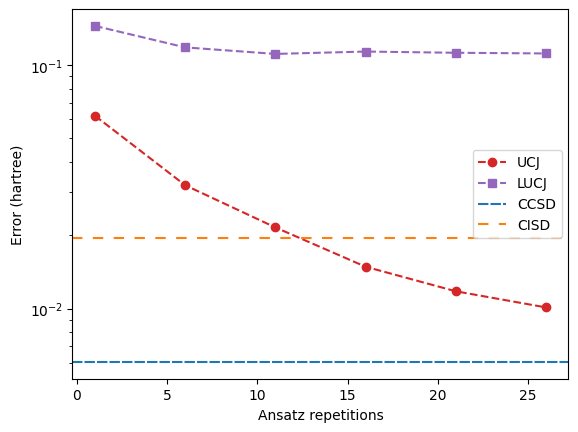 Error (hartree)
10⁻¹
10⁻²
UCJ
LUCJ
CCSD
CISD
0 5 10 15 20 25
Ansatz repetitions